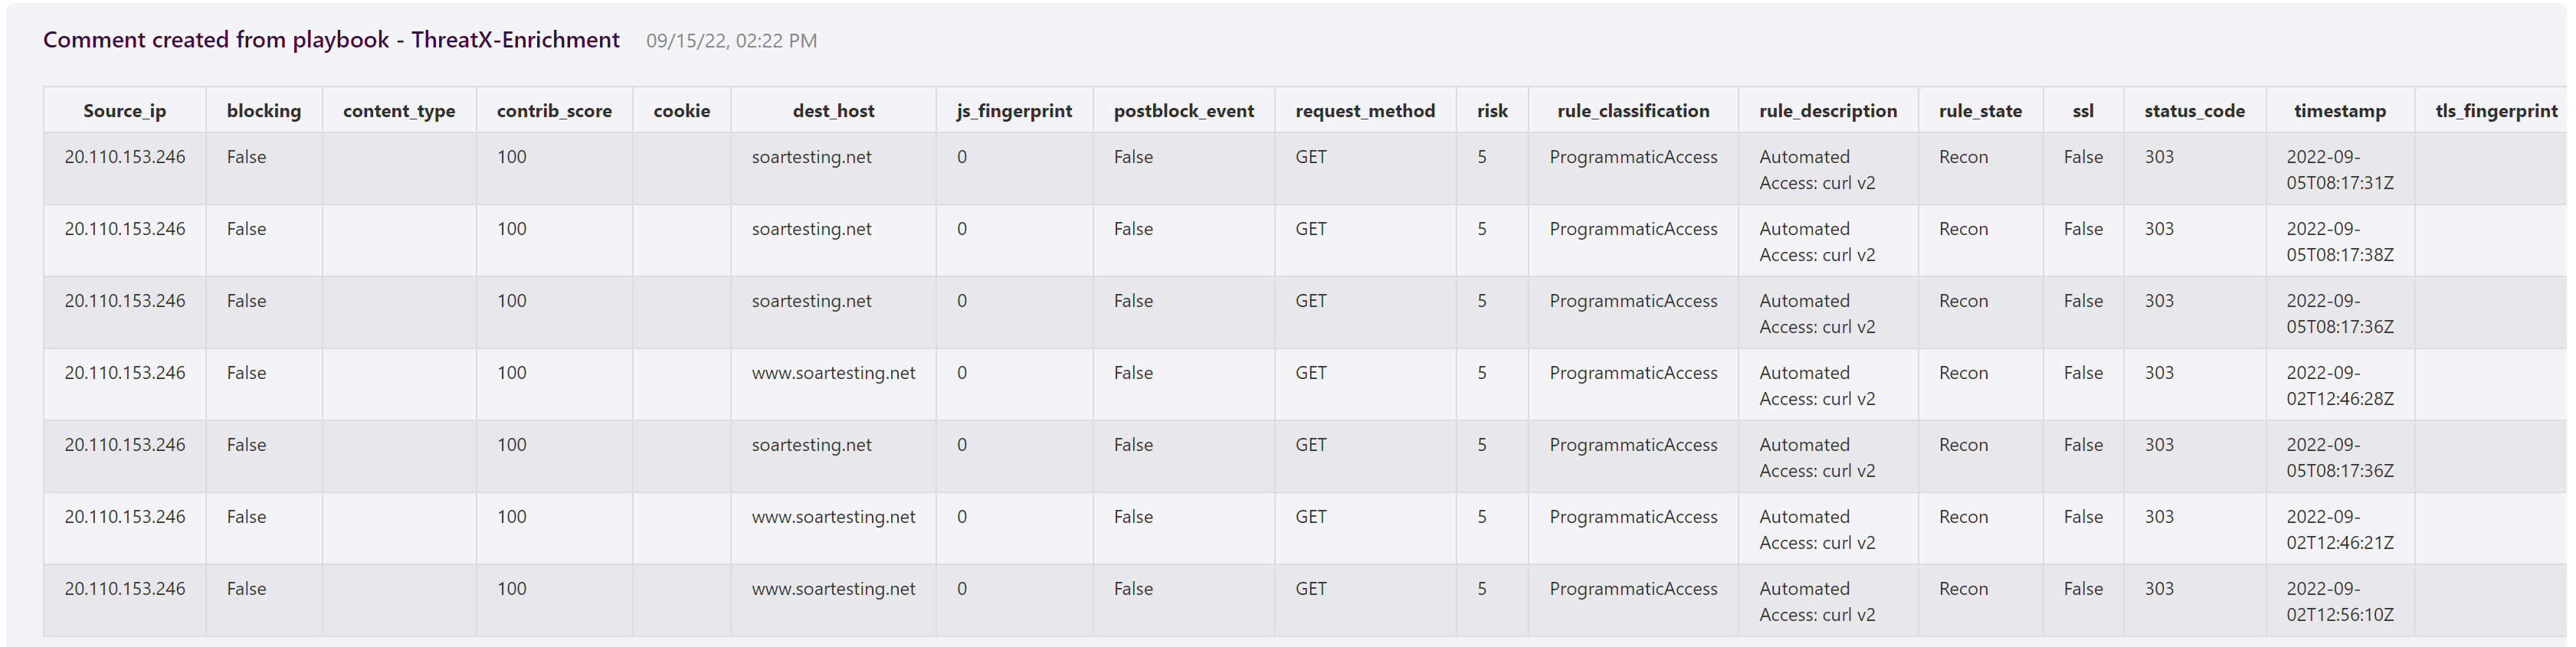 Comment created from playbook - ThreatX-Enrichment 09/15/22, 02:22 PM
Source_ip blocking content_type contrib_score cookie dest_host js_fingerprint postblock_event request_method risk rule_classification rule_description rule_state ssl status_code timestamp tls_fingerprint
20.110.153.246 False 100 soartesting.net 0 False GET 5 ProgrammaticAccess Automated Recon False 303 2022-09-
Access: curl v2 05T08:17:31Z
20.110.153.246 False 100 soartesting.net 0 False GET 5 ProgrammaticAccess Automated Recon False 303 2022-09-
Access: curl v2 05T08:17:38Z
20.110.153.246 False 100 soartesting.net 0 False GET 5 ProgrammaticAccess Automated Recon False 303 2022-09-
Access: curl v2 05T08:17:36Z
20.110.153.246 False 100 www.soartesting.net 0 False GET 5 ProgrammaticAccess Automated Recon False 303 2022-09-
Access: curl v2 02T12:46:28Z
20.110.153.246 False 100 soartesting.net 0 False GET 5 ProgrammaticAccess Automated Recon False 303 2022-09-
Access: curl v2 05T08:17:36Z
20.110.153.246 False 100 www.soartesting.net 0 False GET 5 ProgrammaticAccess Automated Recon False 303 2022-09-
Access: curl v2 02T12:46:21Z
20.110.153.246 False 100 www.soartesting.net 0 False GET 5 ProgrammaticAccess Automated Recon False 303 2022-09-
Access: curl v2 02T12:56:10Z